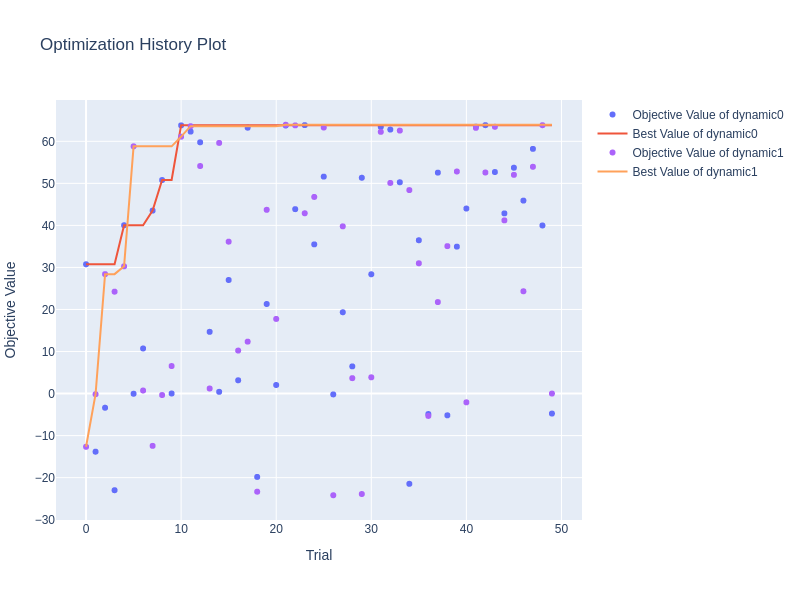 Optimization History Plot
Objective Value of dynamic0
Best Value of dynamic0
Objective Value of dynamic1
Best Value of dynamic1
60
50
40
30
20
10
0
−10
−20
−30
0 10 20 30 40 50
Objective Value
Trial